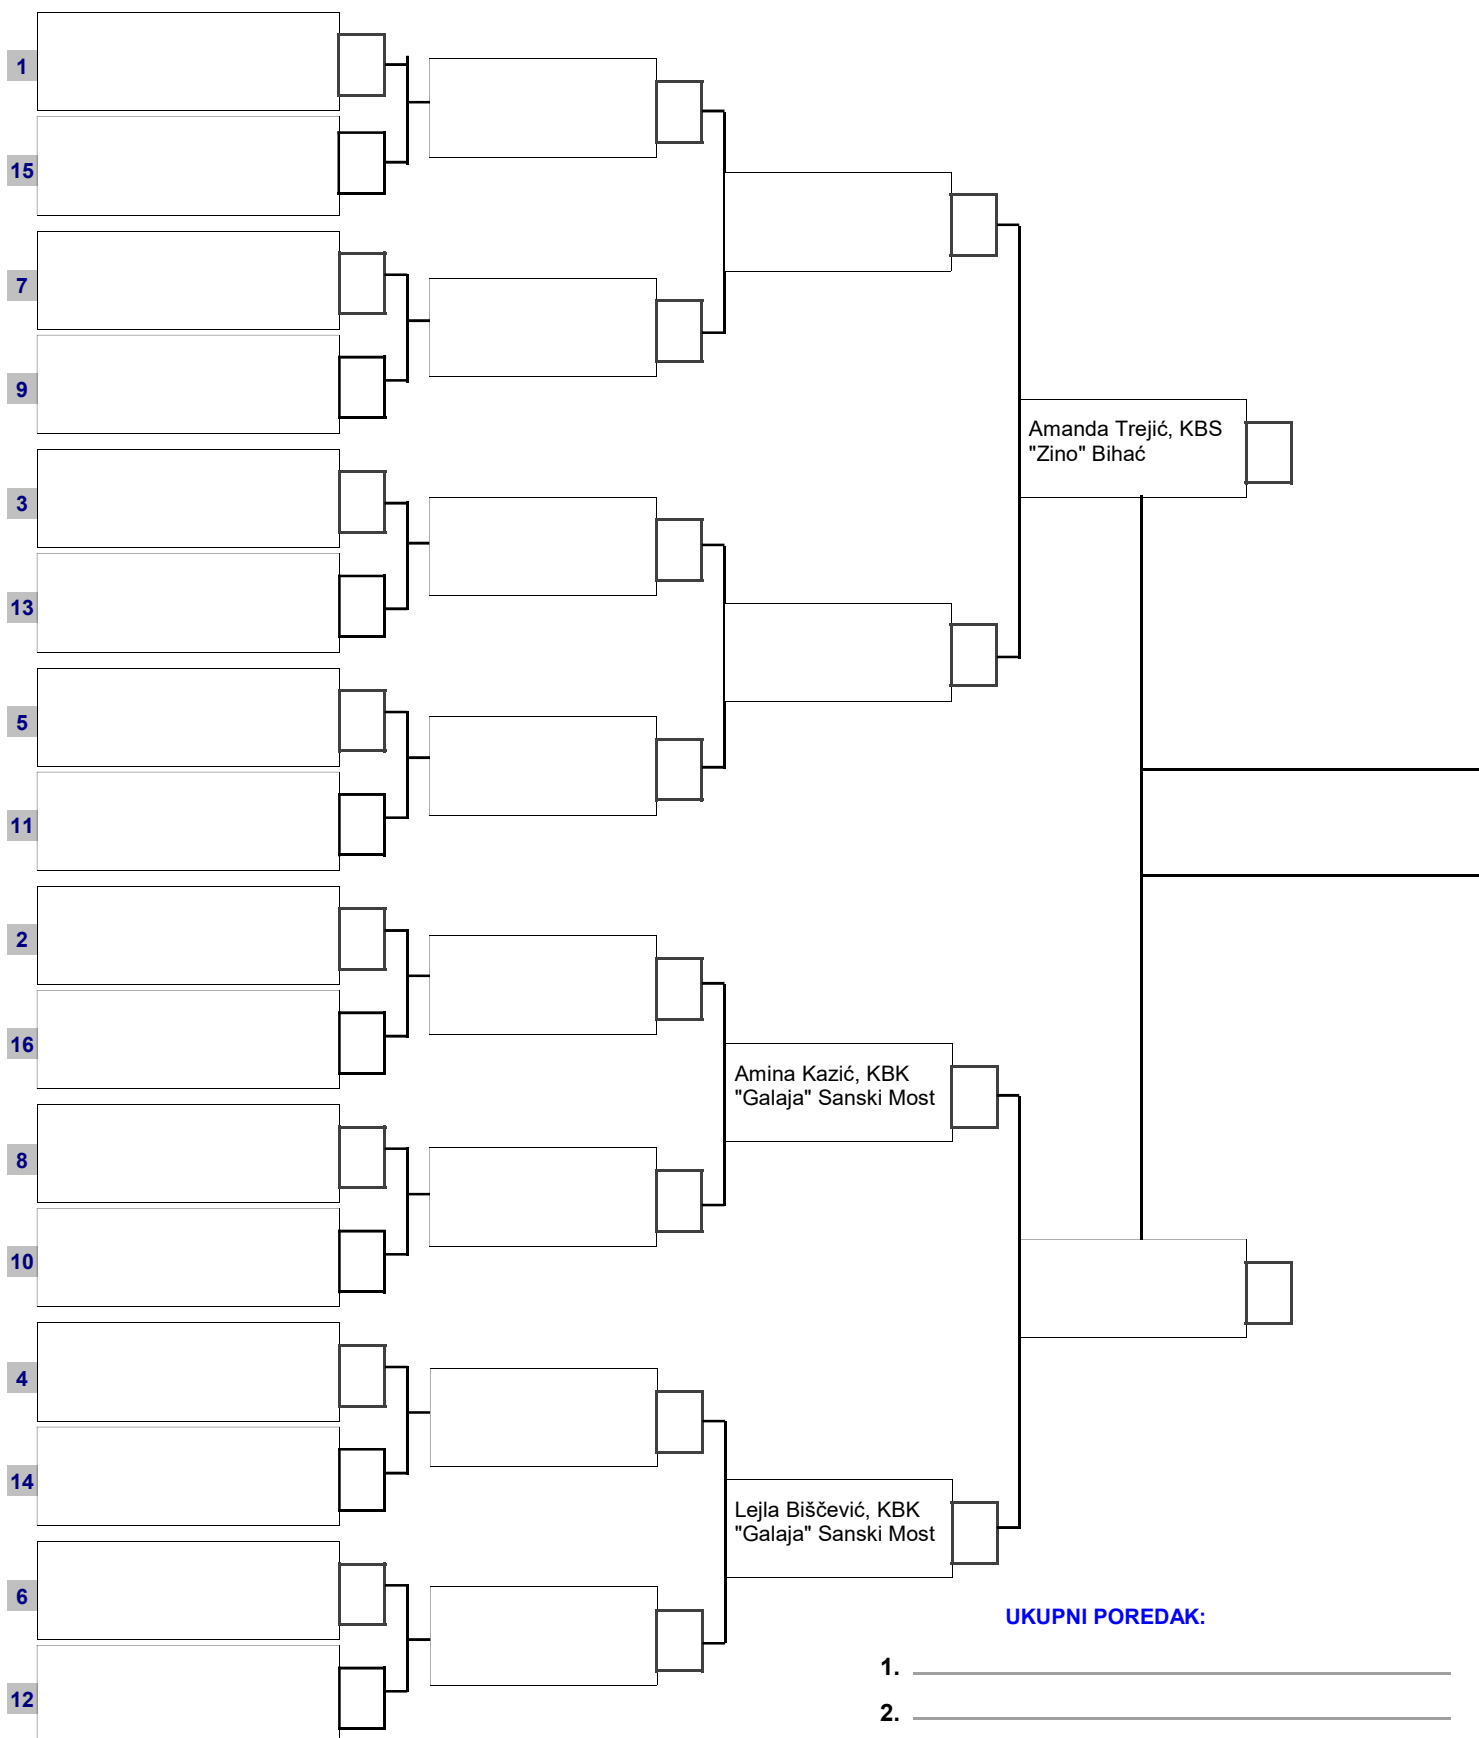 1
15
7
9
3
13
5
11
2
16
8
10
4
14
6
12
Amanda Trejić, KBS
"Zino" Bihać
Amina Kazić, KBK
"Galaja" Sanski Most
Lejla Biščević, KBK
"Galaja" Sanski Most
UKUPNI POREDAK:
1.
2.